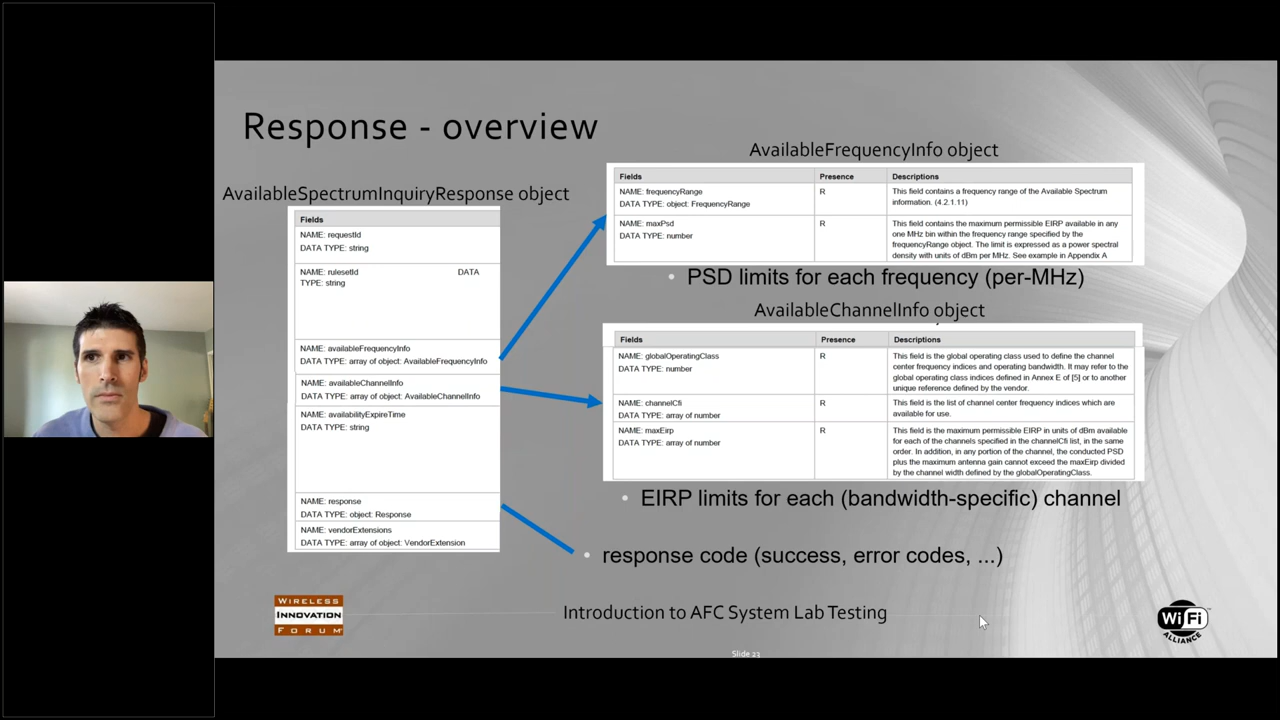 Response - overview
AvailableSpectrumInquiryResponse object
Fields
NAME: requestId
DATA TYPE: string
NAME: rulesetId DATA
TYPE: string
NAME: availableFrequencyInfo
DATA TYPE: array of object: AvailableFrequencyInfo
NAME: availableChannelInfo
DATA TYPE: array of object: AvailableChannelInfo
NAME: availabilityExpireTime
DATA TYPE: string
NAME: response
DATA TYPE: object: Response
NAME: vendorExtensions
DATA TYPE: array of object: VendorExtension
AvailableFrequencyInfo object
Fields Presence Descriptions
NAME: frequencyRange
DATA TYPE: object: FrequencyRange
R
This field contains a frequency range of the Available Spectrum
information. (4.2.1.11)
NAME: maxPsd
DATA TYPE: number
R
This field contains the maximum permissible EIRP available in any
one MHz bin within the frequency range specified by the
frequencyRange object. The limit is expressed as a power spectral
density with units of dBm per MHz. See example in Appendix A
• PSD limits for each frequency (per-MHz)
AvailableChannelInfo object
Fields Presence Descriptions
NAME: globalOperatingClass
DATA TYPE: number
R
This field is the global operating class used to define the channel
center frequency indices and operating bandwidth. It may refer to the
global operating class indices defined in Annex E of [5] or to another
unique reference defined by the vendor.
NAME: channelCfi
DATA TYPE: array of number
R
This field is the list of channel center frequency indices which are
available for use.
NAME: maxEirp
DATA TYPE: array of number
R
This field is the maximum permissible EIRP in units of dBm available
for each of the channels specified in the channelCfi list, in the same
order. In addition, in any portion of the channel, the conducted PSD
plus the maximum antenna gain cannot exceed the maxEirp divided
by the channel width defined by the globalOperatingClass.
• EIRP limits for each (bandwidth-specific) channel
• response code (success, error codes, ...)
WIRELESS
INNOVATION
FORUM
Introduction to AFC System Lab Testing
Wi Fi
ALLIANCE
Slide 23